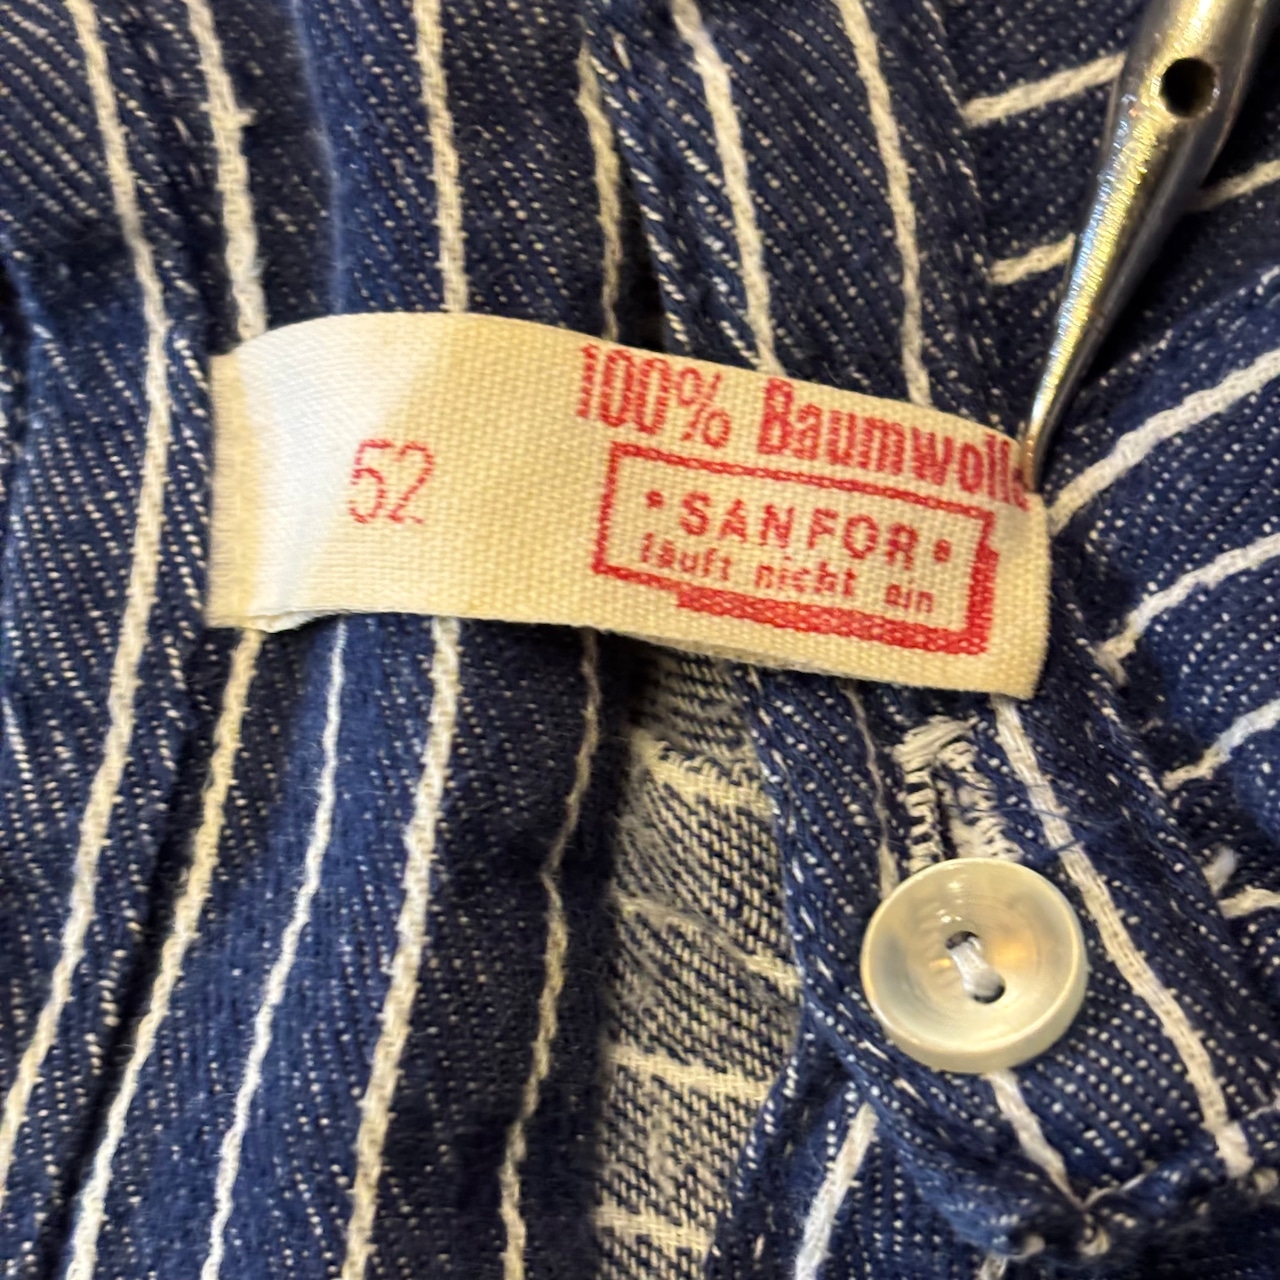 52
100% Baumwolle
· SANFOR ·
läuft nicht ein